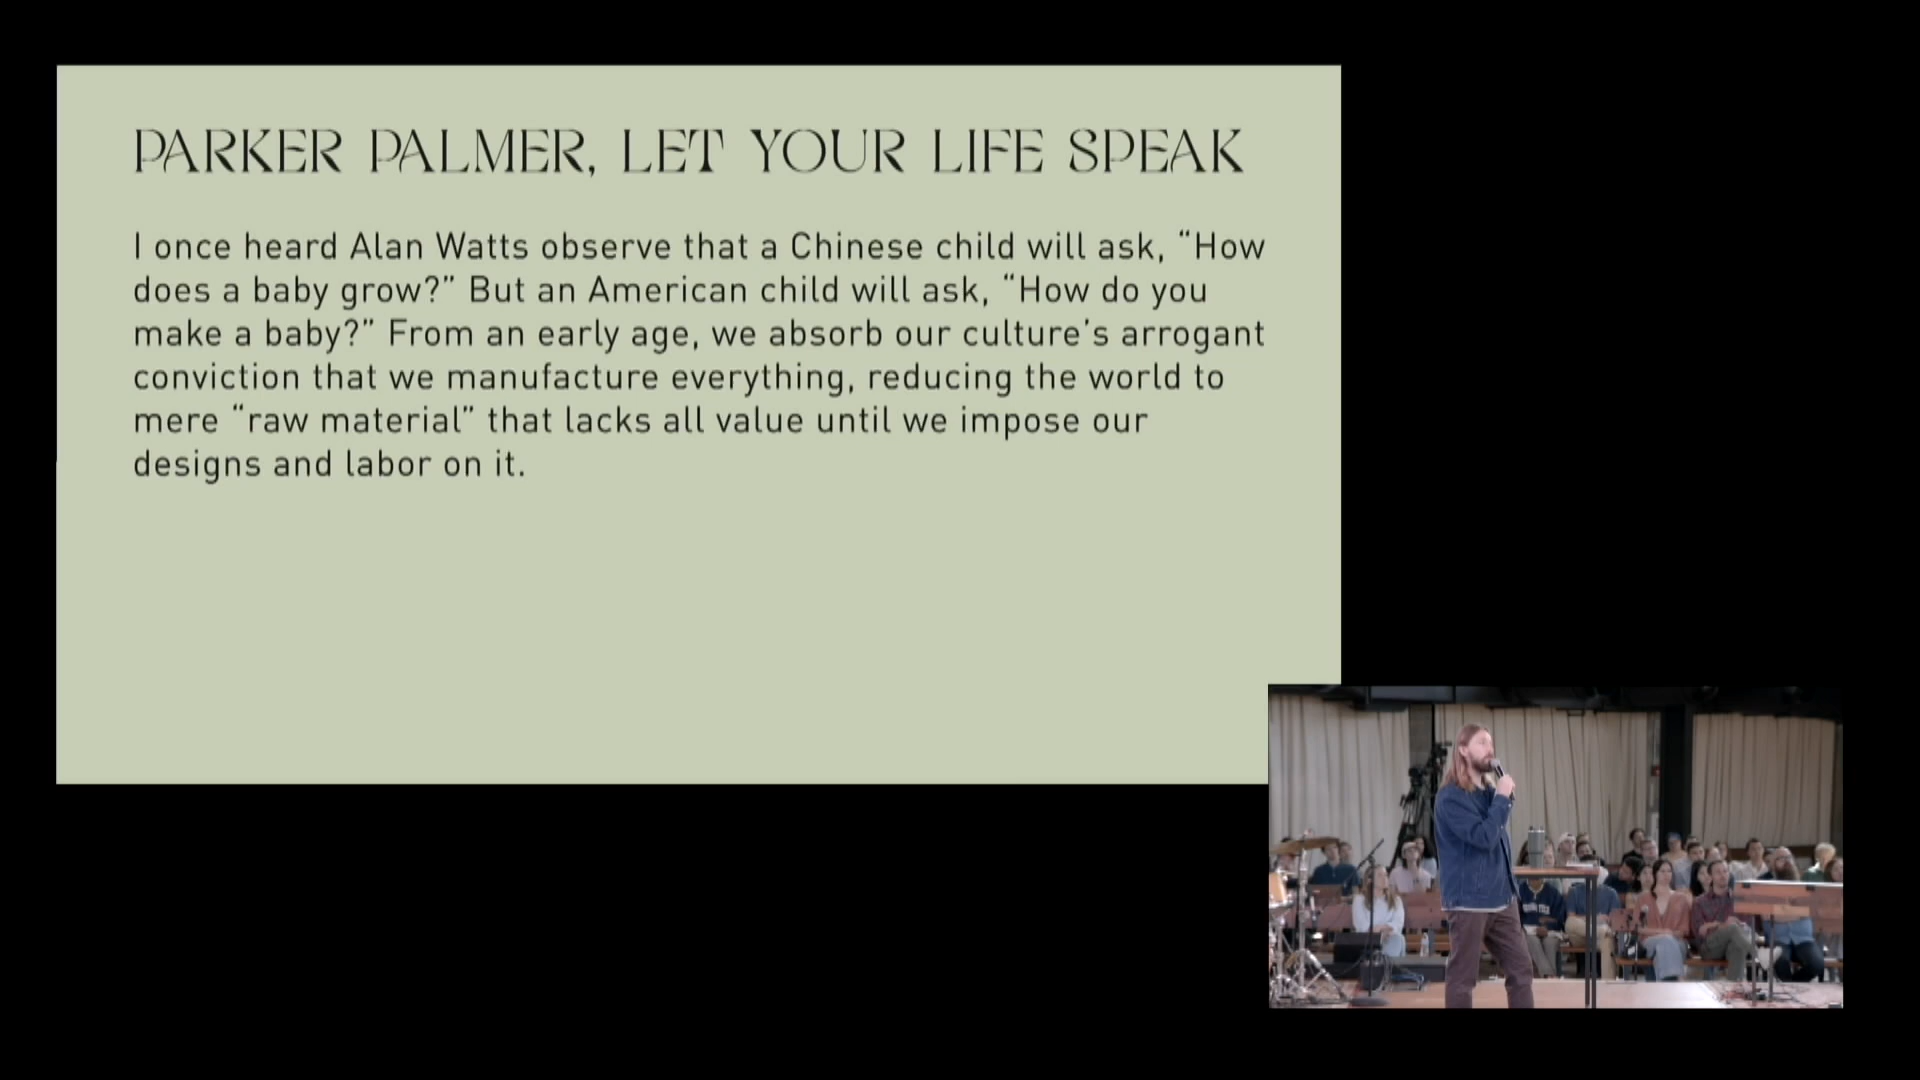 PARKER PALMER, LET YOUR LIFE SPEAK
I once heard Alan Watts observe that a Chinese child will ask, “How
does a baby grow?” But an American child will ask, “How do you
make a baby?” From an early age, we absorb our culture’s arrogant
conviction that we manufacture everything, reducing the world to
mere “raw material” that lacks all value until we impose our
designs and labor on it.